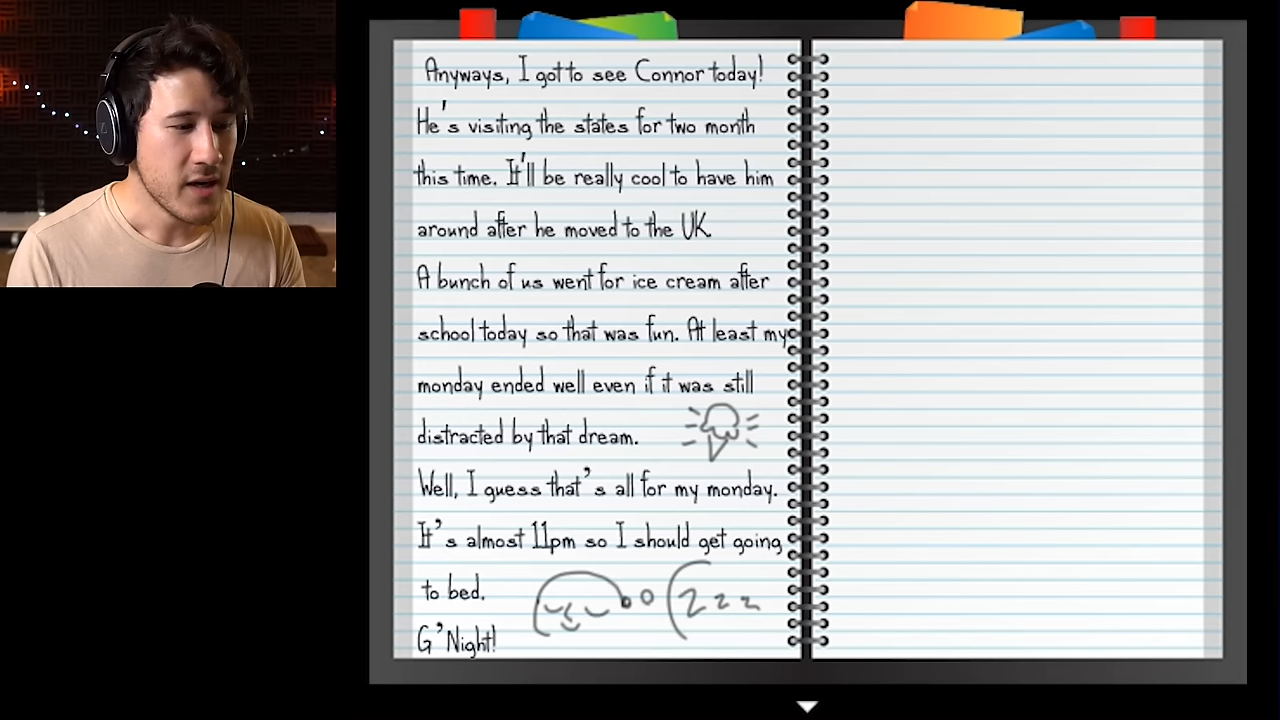 Anyways, I got to see Connor today!
He's visiting the states for two month
this time. It'll be really cool to have him
around after he moved to the UK.
A bunch of us went for ice cream after
school today so that was fun. At least my
monday ended well even if it was still
distracted by that dream.
Well, I guess that's all for my monday.
It's almost 11pm so I should get going
to bed.
Z z z
G'Night!